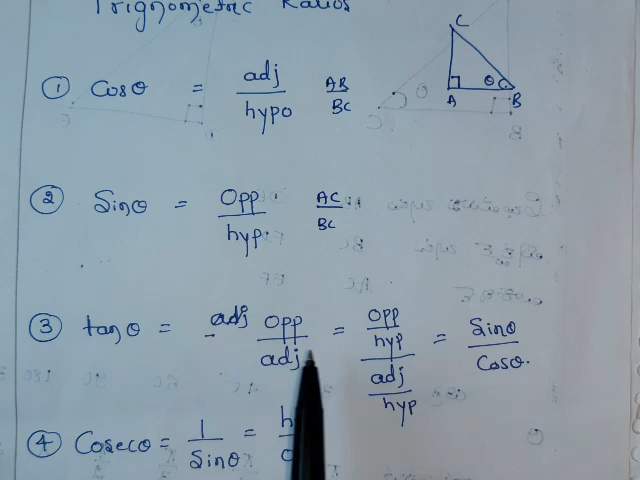 Trignometric Ratios
C
① Cosθ = adj/hypo AB/BC
θ
A B
② Sinθ = opp/hyp AC/BC
③ tanθ = adj opp/adj = opp/hyp / adj/hyp = Sinθ/Cosθ.
④ Cosecθ = 1/Sinθ = h